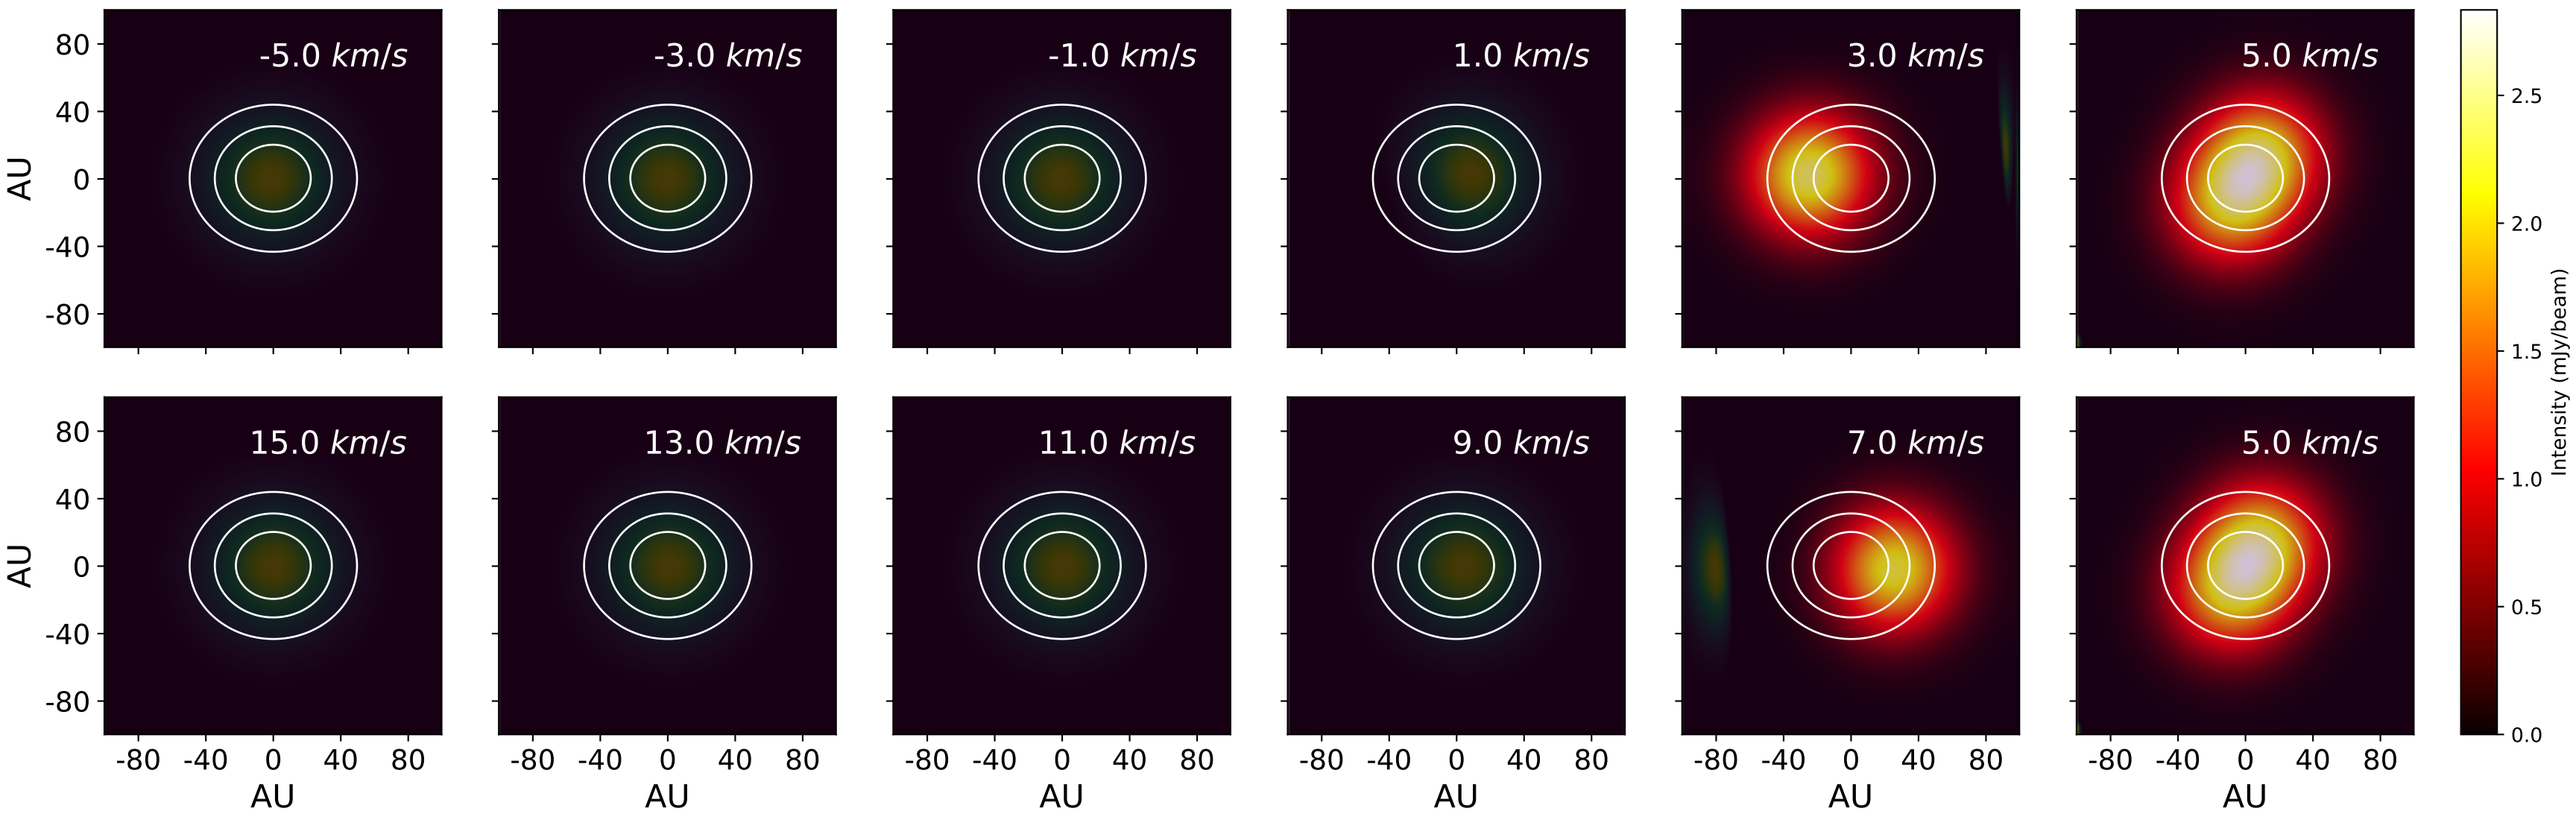 -5.0 km/s
-3.0 km/s
-1.0 km/s
1.0 km/s
3.0 km/s
5.0 km/s
80
40
0
-40
-80
AU
15.0 km/s
13.0 km/s
11.0 km/s
9.0 km/s
7.0 km/s
5.0 km/s
80
40
0
-40
-80
AU
-80 -40 0 40 80
-80 -40 0 40 80
-80 -40 0 40 80
-80 -40 0 40 80
-80 -40 0 40 80
-80 -40 0 40 80
AU
AU
AU
AU
AU
AU
2.5
2.0
1.5
1.0
0.5
0.0
Intensity (mJy/beam)